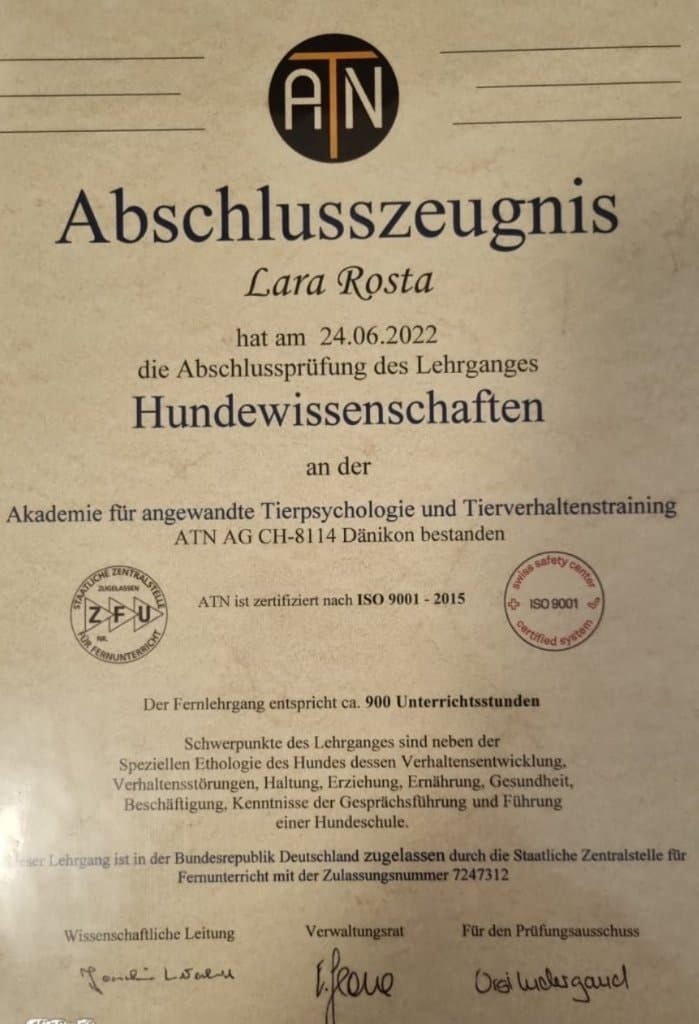 ATN
Abschlusszeugnis
Lara Rosta
hat am 24.06.2022
die Abschlussprüfung des Lehrganges
Hundewissenschaften
an der
Akademie für angewandte Tierpsychologie und Tierverhaltenstraining
ATN AG CH-8114 Dänikon bestanden
STAATLICHE ZENTRALSTELLE
ZUGELASSEN
ZFU
NR.
FÜR FERNUNTERRICHT
ATN ist zertifiziert nach ISO 9001 - 2015
swiss safety center
ISO 9001
certified system
Der Fernlehrgang entspricht ca. 900 Unterrichtsstunden
Schwerpunkte des Lehrganges sind neben der
Speziellen Ethologie des Hundes dessen Verhaltensentwicklung,
Verhaltensstörungen, Haltung, Erziehung, Ernährung, Gesundheit,
Beschäftigung, Kenntnisse der Gesprächsführung und Führung
einer Hundeschule.
Dieser Lehrgang ist in der Bundesrepublik Deutschland zugelassen durch die Staatliche Zentralstelle für
Fernunterricht mit der Zulassungsnummer 7247312
Wissenschaftliche Leitung
Verwaltungsrat
Für den Prüfungsausschuss